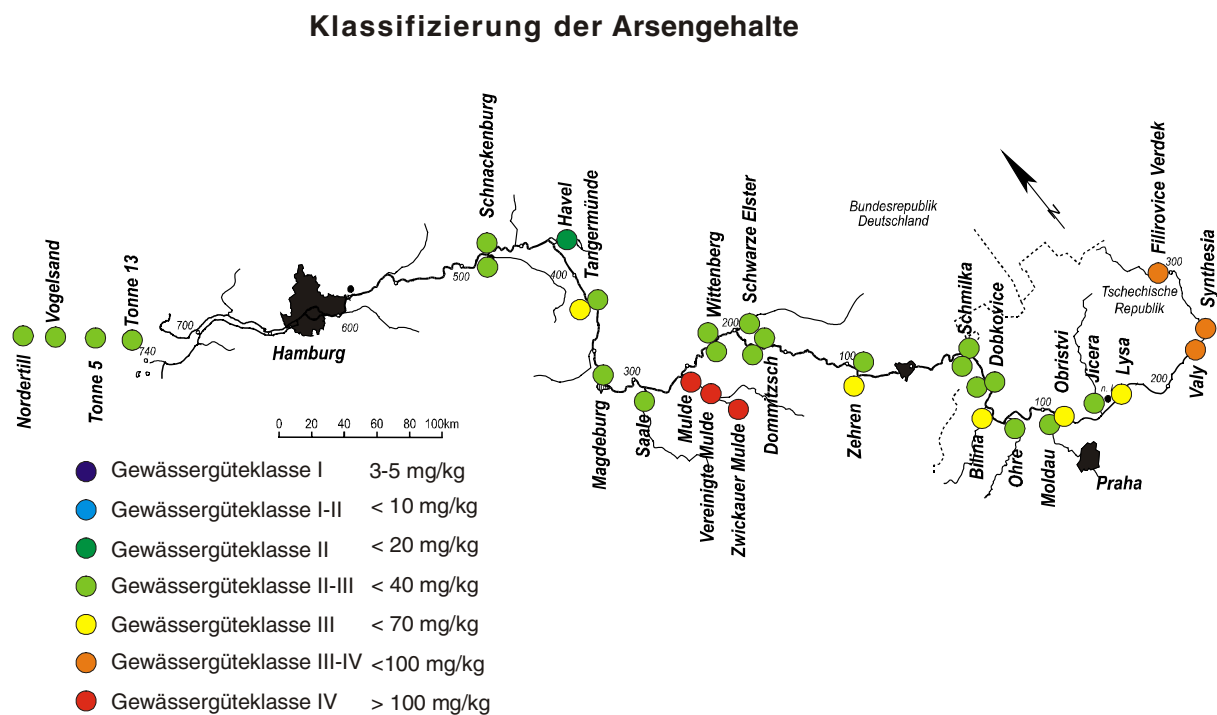 Klassifizierung der Arsengehalte
Nordertill
Vogelsand
Tonne 5
Tonne 13
740
700
Hamburg
600
500
Schnackenburg
Havel
400
Tangermünde
Magdeburg
300
Saale
Mulde
Vereinigte Mulde
Zwickauer Mulde
Wittenberg
200
Schwarze Elster
Dommitzsch
100
Zehren
Bundesrepublik
Deutschland
N
Schmilka
Dobkovice
Bilina
Ohre
Moldau
100
Obristvi
Jicera
Lysa
Praha
200
Valy
Synthesia
Tschechische
Republik
300
Filirovice Verdek
0 20 40 60 80 100km
Gewässergüteklasse I 3-5 mg/kg
Gewässergüteklasse I-II < 10 mg/kg
Gewässergüteklasse II < 20 mg/kg
Gewässergüteklasse II-III < 40 mg/kg
Gewässergüteklasse III < 70 mg/kg
Gewässergüteklasse III-IV <100 mg/kg
Gewässergüteklasse IV > 100 mg/kg